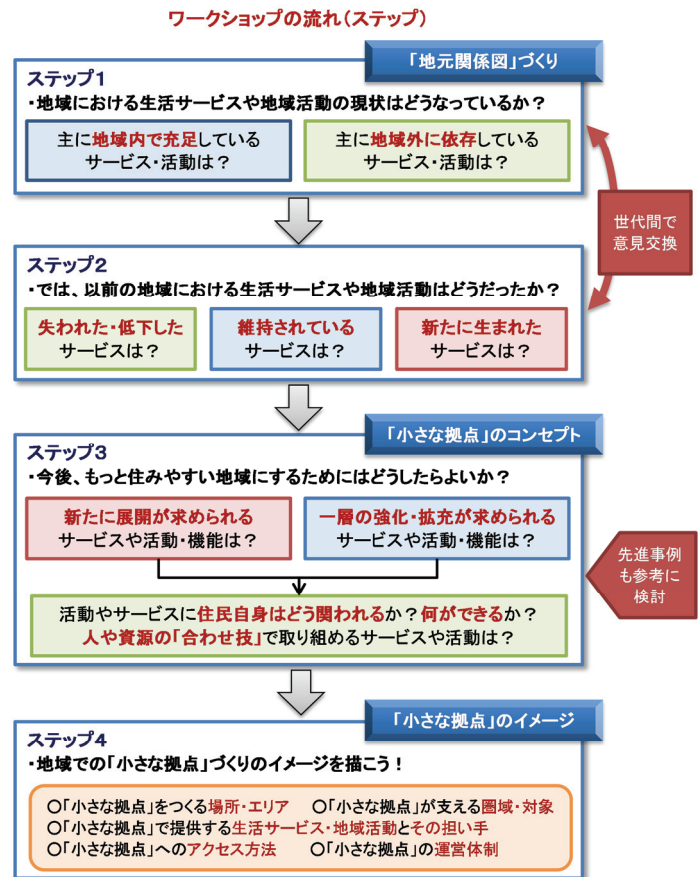 ワークショップの流れ(ステップ)
「地元関係図」づくり
ステップ1
・地域における生活サービスや地域活動の現状はどうなっているか?
主に地域内で充足している
サービス・活動は?
主に地域外に依存している
サービス・活動は?
世代間で
意見交換
ステップ2
・では、以前の地域における生活サービスや地域活動はどうだったか?
失われた・低下した
サービスは?
維持されている
サービスは?
新たに生まれた
サービスは?
「小さな拠点」のコンセプト
ステップ3
・今後、もっと住みやすい地域にするためにはどうしたらよいか?
新たに展開が求められる
サービスや活動・機能は?
一層の強化・拡充が求められる
サービスや活動・機能は?
先進事例
も参考に
検討
活動やサービスに住民自身はどう関われるか?何ができるか?
人や資源の「合わせ技」で取り組めるサービスや活動は?
「小さな拠点」のイメージ
ステップ4
・地域での「小さな拠点」づくりのイメージを描こう!
○「小さな拠点」をつくる場所・エリア ○「小さな拠点」が支える圏域・対象
○「小さな拠点」で提供する生活サービス・地域活動とその担い手
○「小さな拠点」へのアクセス方法 ○「小さな拠点」の運営体制